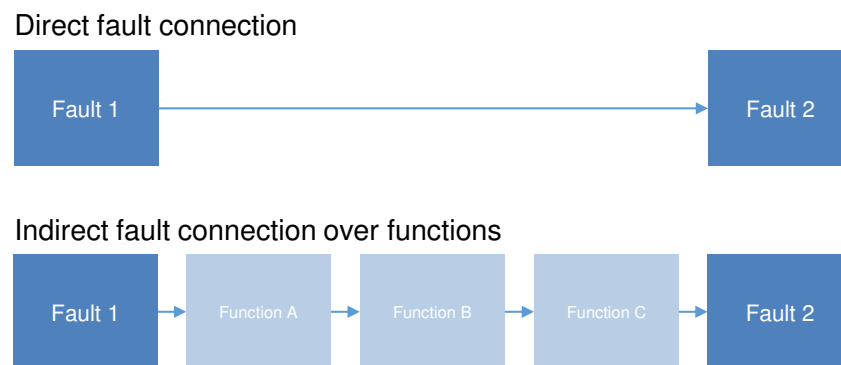 Direct fault connection
Fault 1
Fault 2
Indirect fault connection over functions
Fault 1
Function A
Function B
Function C
Fault 2